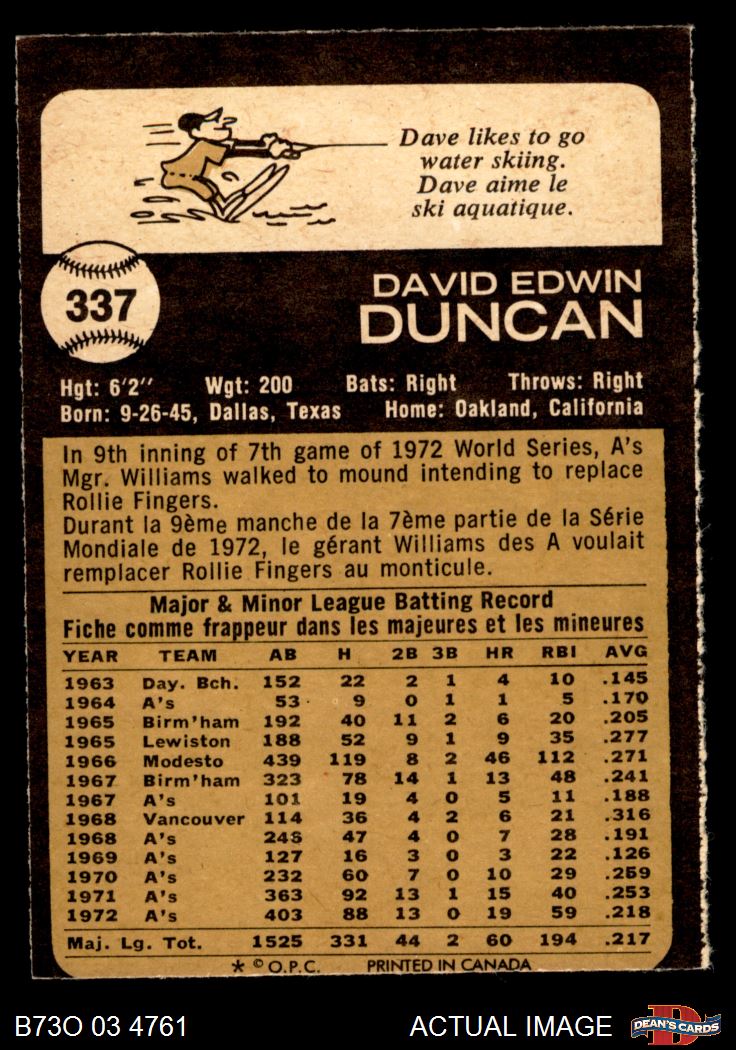 Dave likes to go
water skiing.
Dave aime le
ski aquatique.
337
DAVID EDWIN
DUNCAN
Hgt: 6'2" Wgt: 200 Bats: Right Throws: Right
Born: 9-26-45, Dallas, Texas Home: Oakland, California
In 9th inning of 7th game of 1972 World Series, A's
Mgr. Williams walked to mound intending to replace
Rollie Fingers.
Durant la 9ème manche de la 7ème partie de la Série
Mondiale de 1972, le gérant Williams des A voulait
remplacer Rollie Fingers au monticule.
Major & Minor League Batting Record
Fiche comme frappeur dans les majeures et les mineures
YEAR TEAM AB H 2B 3B HR RBI AVG
1963 Day. Bch. 152 22 2 1 4 10 .145
1964 A's 53 9 0 1 1 5 .170
1965 Birm'ham 192 40 11 2 6 20 .205
1965 Lewiston 188 52 9 1 9 35 .277
1966 Modesto 439 119 8 2 46 112 .271
1967 Birm'ham 323 78 14 1 13 48 .241
1967 A's 101 19 4 0 5 11 .188
1968 Vancouver 114 36 4 2 6 21 .316
1968 A's 246 47 4 0 7 28 .191
1969 A's 127 16 3 0 3 22 .126
1970 A's 232 60 7 0 10 29 .259
1971 A's 363 92 13 1 15 40 .253
1972 A's 403 88 13 0 19 59 .218
Maj. Lg. Tot. 1525 331 44 2 60 194 .217
* © O.P.C. PRINTED IN CANADA
B73O 03 4761 ACTUAL IMAGE DEAN'S CARDS